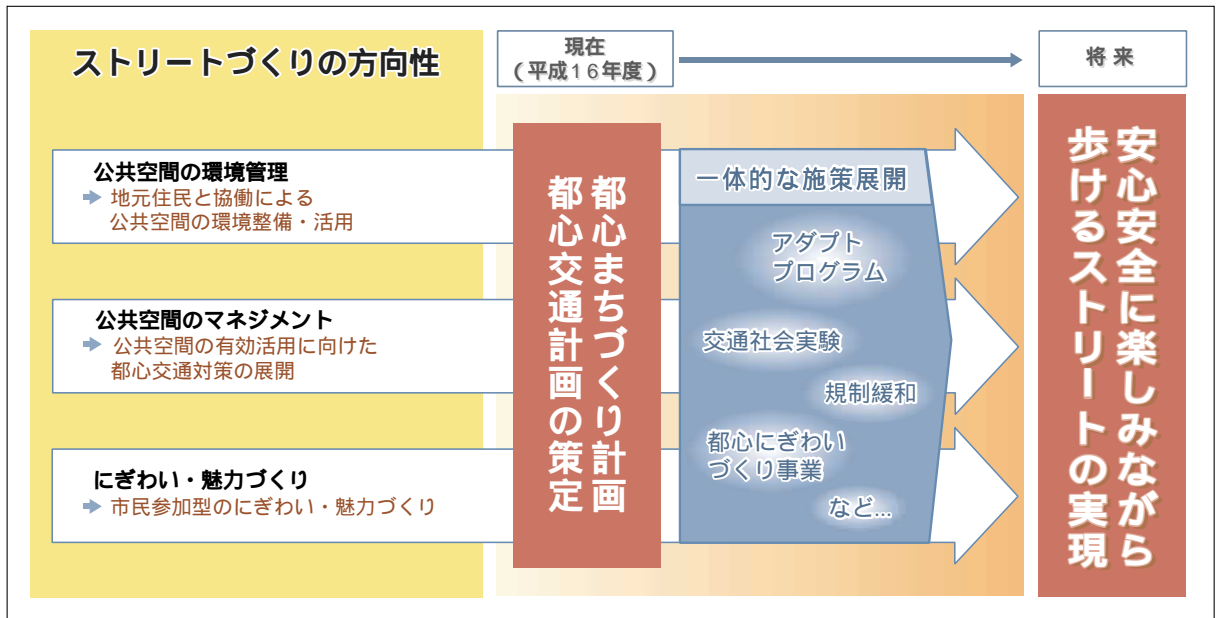 ストリートづくりの方向性
現在
（平成16年度）
将来
公共空間の環境管理
地元住民と協働による
公共空間の環境整備・活用
公共空間のマネジメント
公共空間の有効活用に向けた
都心交通対策の展開
にぎわい・魅力づくり
市民参加型のにぎわい・魅力づくり
都心まちづくり計画
都心交通計画の策定
一体的な施策展開
アダプト
プログラム
交通社会実験
規制緩和
都心にぎわい
づくり事業
など...
安心安全に楽しみながら
歩けるストリートの実現